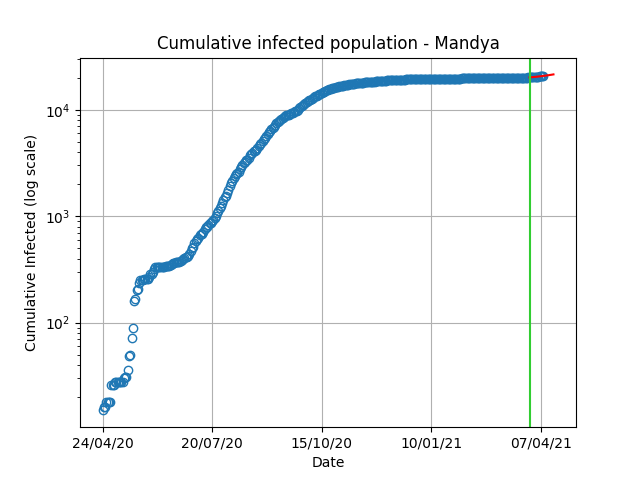 Cumulative infected population - Mandya
Cumulative Infected (log scale)
10^4
10^3
10^2
24/04/20 20/07/20 15/10/20 10/01/21 07/04/21
Date